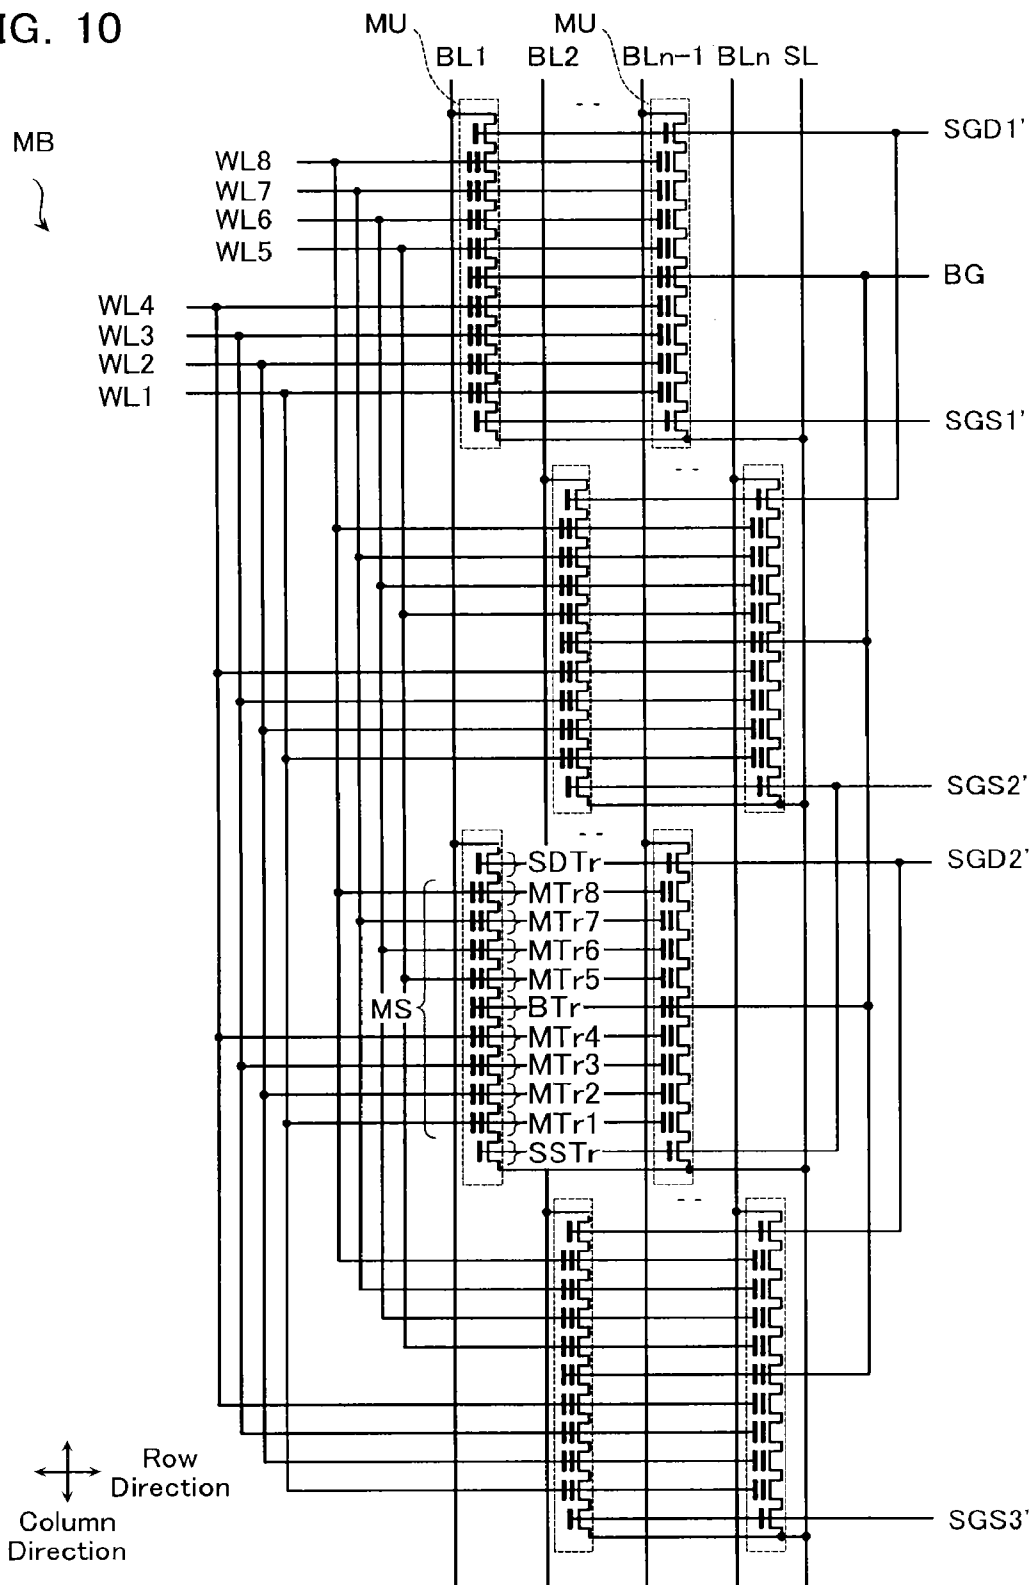 IG. 10
MU MU
BL1 BL2 BLn-1 BLn SL
SGD1'
MB
WL8
WL7
WL6
WL5
BG
WL4
WL3
WL2
WL1
SGS1'
SGS2'
SDTr
SGD2'
MTr8
MTr7
MTr6
MTr5
MS
BTr
MTr4
MTr3
MTr2
MTr1
SSTr
Row
Direction
Column
Direction
SGS3'